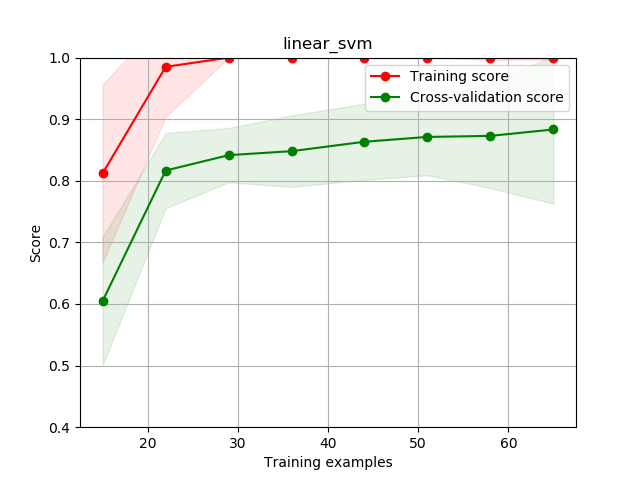 linear_svm
Training score
Cross-validation score
1.0
0.9
0.8
0.7
0.6
0.5
0.4
Score
20 30 40 50 60
Training examples